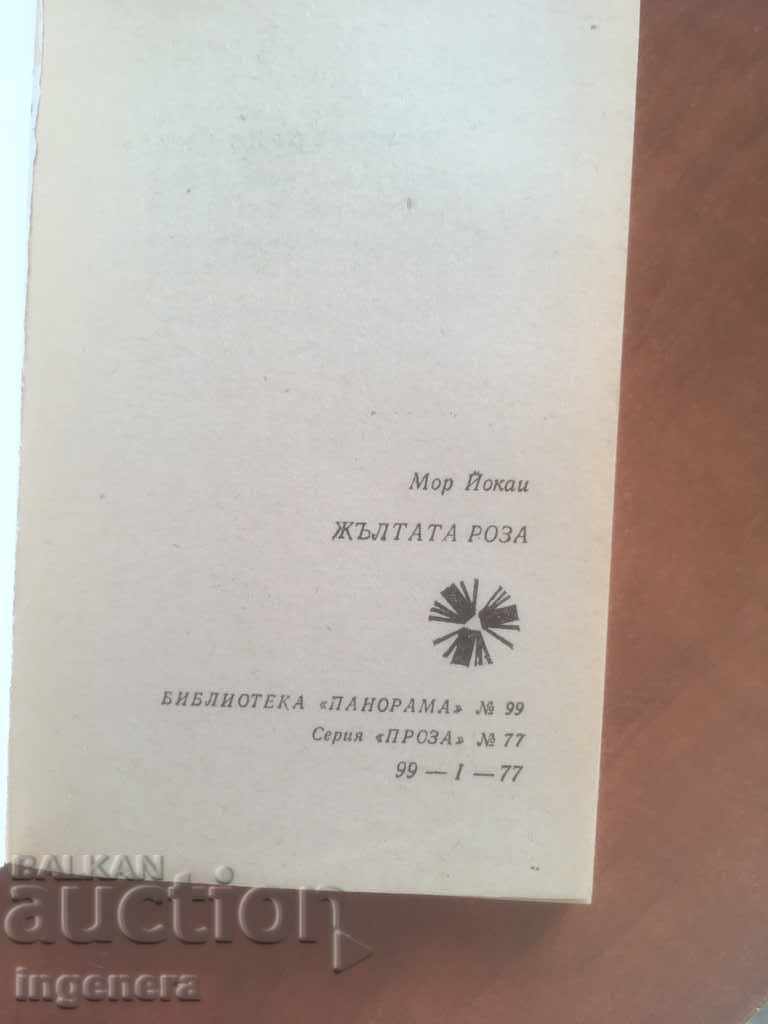 Мор Йокаи
ЖЪЛТАТА РОЗА
БИБЛИОТЕКА «ПАНОРАМА» № 99
Серия «ПРОЗА» № 77
99 — I — 77
BALKAN
auction
ingenera